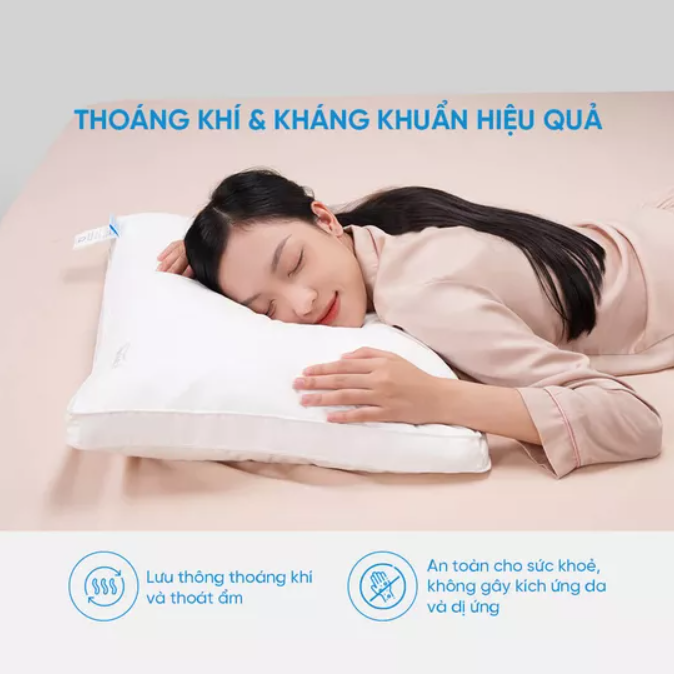 THOÁNG KHÍ & KHÁNG KHUẨN HIỆU QUẢ
Lưu thông thoáng khí
và thoát ẩm
An toàn cho sức khoẻ,
không gây kích ứng da
và dị ứng